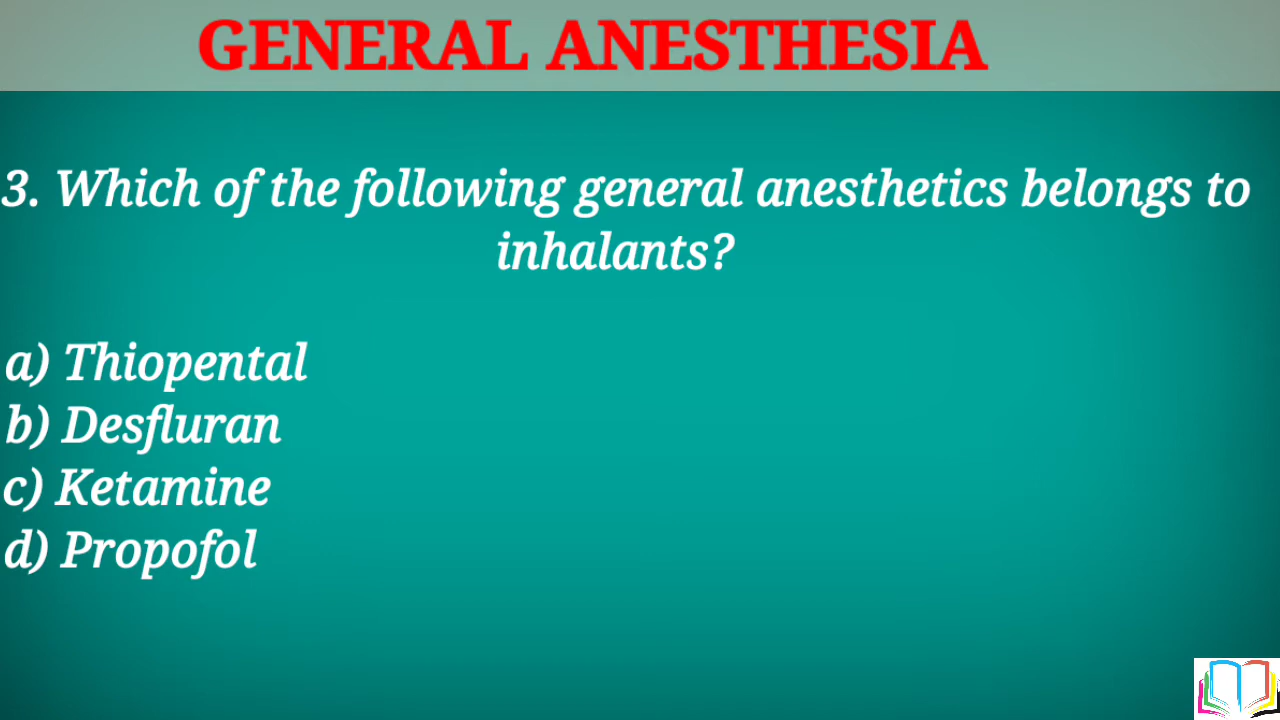 GENERAL ANESTHESIA
3. Which of the following general anesthetics belongs to
inhalants?
a) Thiopental
b) Desfluran
c) Ketamine
d) Propofol